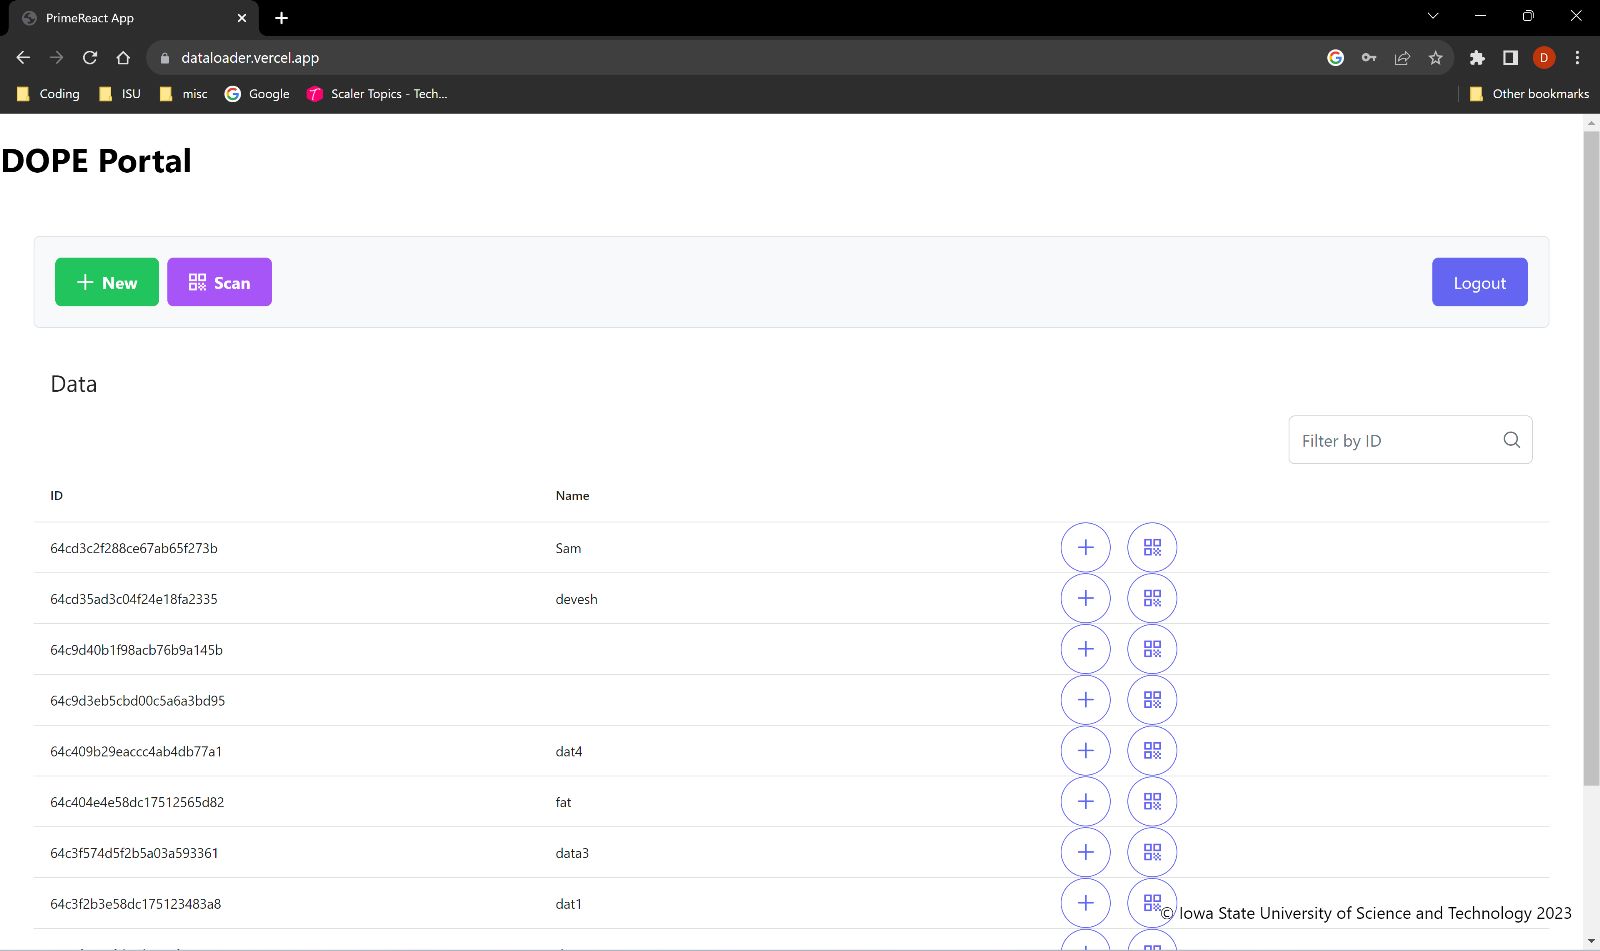 PrimeReact App
dataloader.vercel.app
D
Coding ISU misc Google Scaler Topics - Tech... Other bookmarks
DOPE Portal
New Scan Logout
Data
Filter by ID
ID Name
64cd3c2f288ce67ab65f273b Sam
64cd35ad3c04f24e18fa2335 devesh
64c9d40b1f98acb76b9a145b
64c9d3eb5cbd00c5a6a3bd95
64c409b29eaccc4ab4db77a1 dat4
64c404e4e58dc17512565d82 fat
64c3f574d5f2b5a03a593361 data3
64c3f2b3e58dc175123483a8 dat1
© Iowa State University of Science and Technology 2023